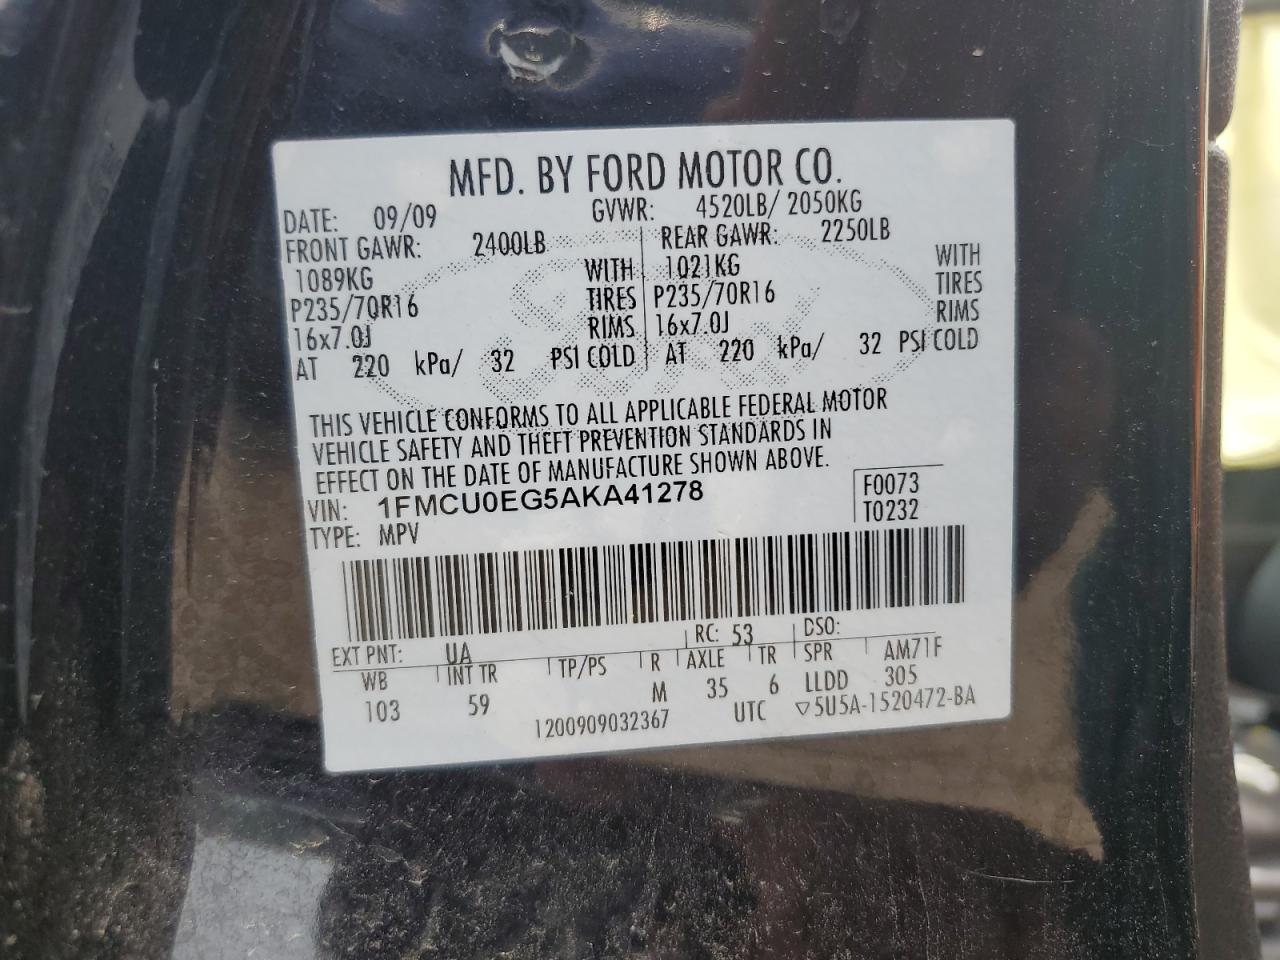 MFD. BY FORD MOTOR CO.
DATE: 09/09 GVWR: 4520LB/ 2050KG
FRONT GAWR: 2400LB REAR GAWR: 2250LB
1089KG WITH 1021KG WITH
P235/70R16 TIRES P235/70R16 TIRES
16x7.0J RIMS 16x7.0J RIMS
AT 220 kPa/ 32 PSI COLD AT 220 kPa/ 32 PSI COLD
THIS VEHICLE CONFORMS TO ALL APPLICABLE FEDERAL MOTOR
VEHICLE SAFETY AND THEFT PREVENTION STANDARDS IN
EFFECT ON THE DATE OF MANUFACTURE SHOWN ABOVE.
VIN: 1FMCU0EG5AKA41278 F0073
TYPE: MPV T0232
EXT PNT: UA RC: 53 DSO:
WB INT TR TP/PS R AXLE TR SPR AM71F
103 59 M 35 6 LLDD 305
1200909032367 UTC ▽5U5A-1520472-BA